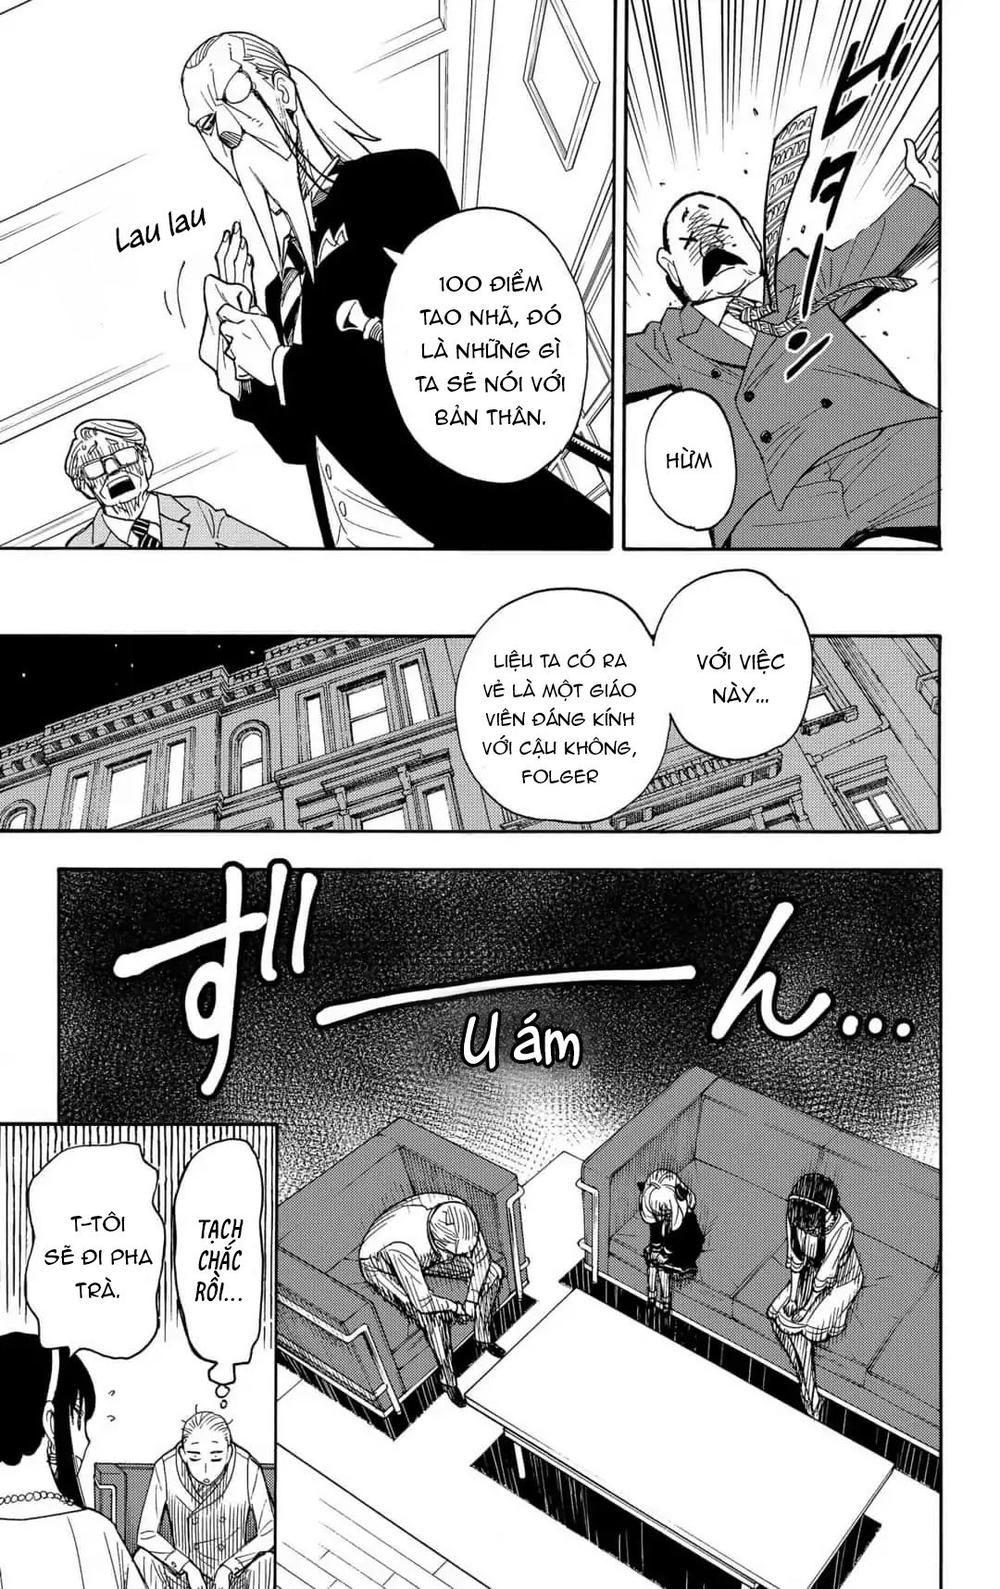 ビターン!!
HỪM
100 ĐIỂM
TAO NHÃ, ĐÓ
LÀ NHỮNG GÌ
TA SẼ NÓI VỚI
BẢN THÂN.
Lau lau
VỚI VIỆC
NÀY...
LIỆU TA CÓ RA
VẺ LÀ MỘT GIÁO
VIÊN ĐÁNG KÍNH
VỚI CẬU KHÔNG,
FOLGER
ずーん...
U ám
TẠCH
CHẮC
RỒI...
T-TÔI
SẼ ĐI PHA
TRÀ.